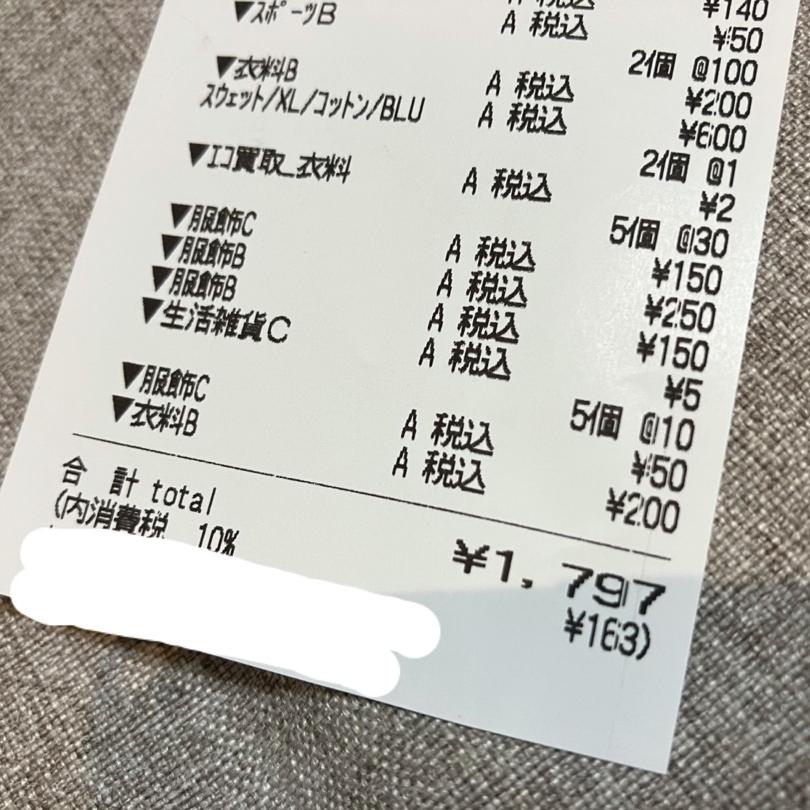 A 税込 ¥140
▼ｽﾎﾟｰﾂB A 税込 ¥50
2個 @100
▼衣料B A 税込 ¥200
ｽｳｪｯﾄ/XL/ｺｯﾄﾝ/BLU A 税込 ¥600
2個 @1
▼ｴｺ買取_衣料 A 税込 ¥2
5個 @30
▼服飾C A 税込 ¥150
▼服飾B A 税込 ¥250
▼服飾B A 税込 ¥150
▼生活雑貨C A 税込 ¥5
5個 @10
▼服飾C A 税込 ¥50
▼衣料B A 税込 ¥200
合 計 total ¥1,797
(内消費税 10% ¥163)